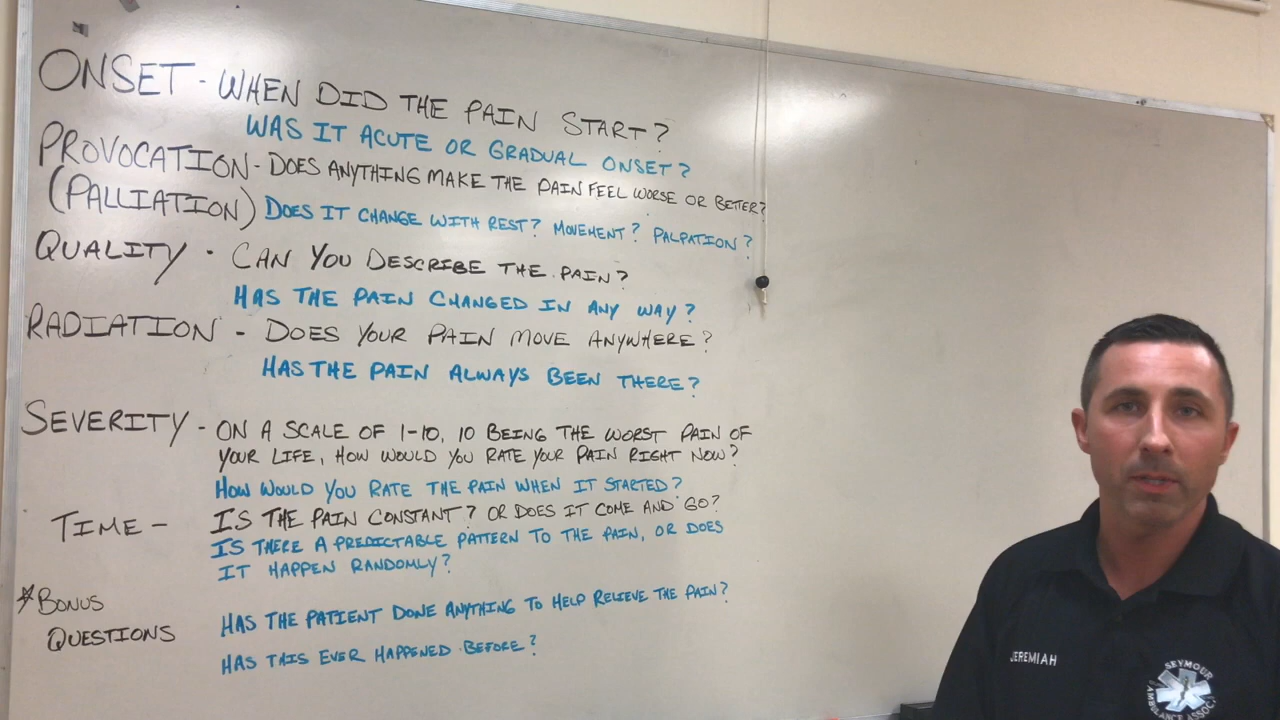 ONSET - WHEN DID THE PAIN START?
WAS IT ACUTE OR GRADUAL ONSET?
PROVOCATION - DOES ANYTHING MAKE THE PAIN FEEL WORSE OR BETTER?
(PALLIATION) DOES IT CHANGE WITH REST? MOVEMENT? PALPATION?
QUALITY - CAN YOU DESCRIBE THE PAIN?
HAS THE PAIN CHANGED IN ANY WAY?
RADIATION - DOES YOUR PAIN MOVE ANYWHERE?
HAS THE PAIN ALWAYS BEEN THERE?
SEVERITY - ON A SCALE OF 1-10, 10 BEING THE WORST PAIN OF
YOUR LIFE, HOW WOULD YOU RATE YOUR PAIN RIGHT NOW?
HOW WOULD YOU RATE THE PAIN WHEN IT STARTED?
TIME - IS THE PAIN CONSTANT? OR DOES IT COME AND GO?
IS THERE A PREDICTABLE PATTERN TO THE PAIN, OR DOES
IT HAPPEN RANDOMLY?
*BONUS
QUESTIONS
HAS THE PATIENT DONE ANYTHING TO HELP RELIEVE THE PAIN?
HAS THIS EVER HAPPENED BEFORE?
JEREMIAH
SEYMOUR
AMBULANCE ASSOC.